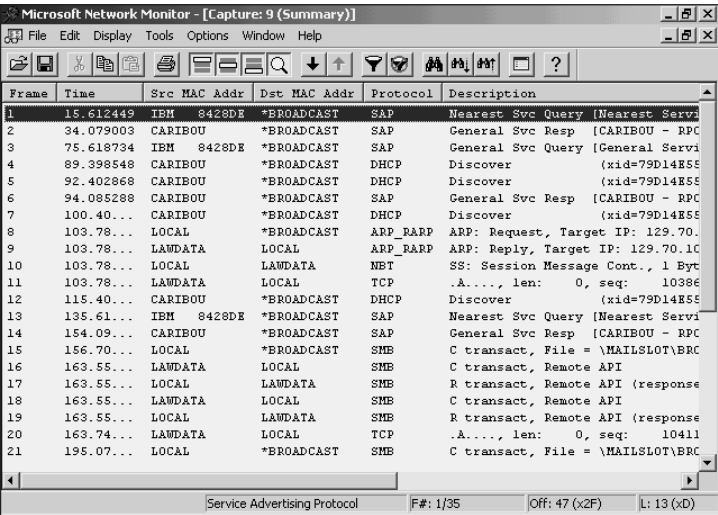 Microsoft Network Monitor - [Capture: 9 (Summary)]
File Edit Display Tools Options Window Help
Frame Time Src MAC Addr Dst MAC Addr Protocol Description
1 15.612449 IBM 8428DE *BROADCAST SAP Nearest Svc Query [Nearest Servi
2 34.079003 CARIBOU *BROADCAST SAP General Svc Resp [CARIBOU - RPC
3 75.618734 IBM 8428DE *BROADCAST SAP General Svc Query [General Servi
4 89.398548 CARIBOU *BROADCAST DHCP Discover (xid=79D14E55
5 92.402868 CARIBOU *BROADCAST DHCP Discover (xid=79D14E55
6 94.085288 CARIBOU *BROADCAST SAP General Svc Resp [CARIBOU - RPC
7 100.40... CARIBOU *BROADCAST DHCP Discover (xid=79D14E55
8 103.78... LOCAL *BROADCAST ARP_RARP ARP: Request, Target IP: 129.70.
9 103.78... LAWDATA LOCAL ARP_RARP ARP: Reply, Target IP: 129.70.10
10 103.78... LOCAL LAWDATA NBT SS: Session Message Cont., 1 Byt
11 103.78... LAWDATA LOCAL TCP .A...., len: 0, seq: 10386
12 115.40... CARIBOU *BROADCAST DHCP Discover (xid=79D14E55
13 135.61... IBM 8428DE *BROADCAST SAP Nearest Svc Query [Nearest Servi
14 154.09... CARIBOU *BROADCAST SAP General Svc Resp [CARIBOU - RPC
15 156.70... LOCAL *BROADCAST SMB C transact, File = \MAILSLOT\BRO
16 163.55... LAWDATA LOCAL SMB C transact, Remote API
17 163.55... LOCAL LAWDATA SMB R transact, Remote API (response
18 163.55... LAWDATA LOCAL SMB C transact, Remote API
19 163.55... LOCAL LAWDATA SMB R transact, Remote API (response
20 163.74... LAWDATA LOCAL TCP .A...., len: 0, seq: 10411
21 195.07... LOCAL *BROADCAST SMB C transact, File = \MAILSLOT\BRO
Service Advertising Protocol F#: 1/35 Off: 47 (x2F) L: 13 (xD)